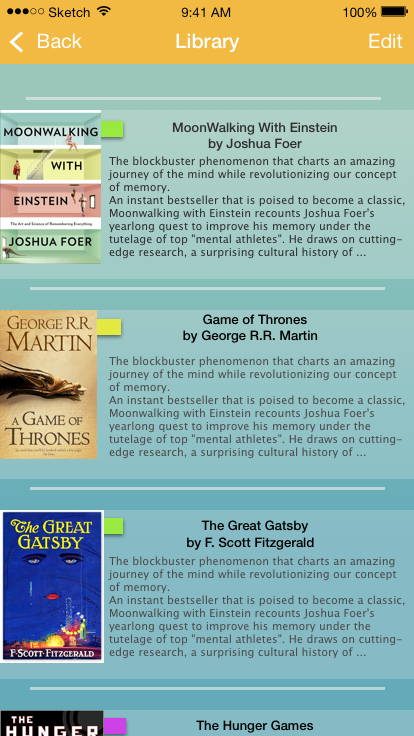 Sketch 9:41 AM 100%
Back Library Edit
MOONWALKING
WITH
EINSTEIN
The Art and Science of Remembering Everything
JOSHUA FOER
MoonWalking With Einstein
by Joshua Foer
The blockbuster phenomenon that charts an amazing
journey of the mind while revolutionizing our concept
of memory.
An instant bestseller that is poised to become a classic,
Moonwalking with Einstein recounts Joshua Foer's
yearlong quest to improve his memory under the
tutelage of top "mental athletes". He draws on cutting-
edge research, a surprising cultural history of ...
GEORGE R.R.
MARTIN
A GAME OF
THRONES
Game of Thrones
by George R.R. Martin
The blockbuster phenomenon that charts an amazing
journey of the mind while revolutionizing our concept
of memory.
An instant bestseller that is poised to become a classic,
Moonwalking with Einstein recounts Joshua Foer's
yearlong quest to improve his memory under the
tutelage of top "mental athletes". He draws on cutting-
edge research, a surprising cultural history of ...
The GREAT
GATSBY
F·SCOTT·FITZGERALD
The Great Gatsby
by F. Scott Fitzgerald
The blockbuster phenomenon that charts an amazing
journey of the mind while revolutionizing our concept
of memory.
An instant bestseller that is poised to become a classic,
Moonwalking with Einstein recounts Joshua Foer's
yearlong quest to improve his memory under the
tutelage of top "mental athletes". He draws on cutting-
edge research, a surprising cultural history of ...
THE
HUNGER
The Hunger Games